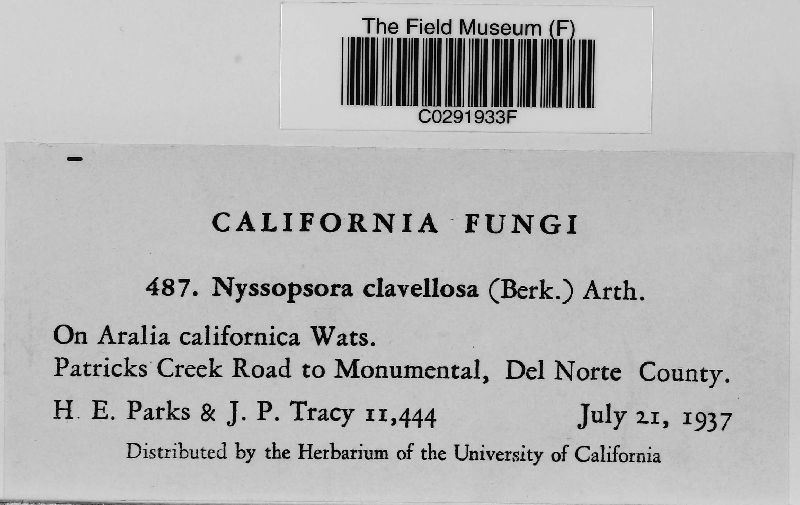 The Field Museum (F)
C0291933F
CALIFORNIA FUNGI
487. Nyssopsora clavellosa (Berk.) Arth.
On Aralia californica Wats.
Patricks Creek Road to Monumental, Del Norte County.
H. E. Parks & J. P. Tracy 11,444 July 21, 1937
Distributed by the Herbarium of the University of California